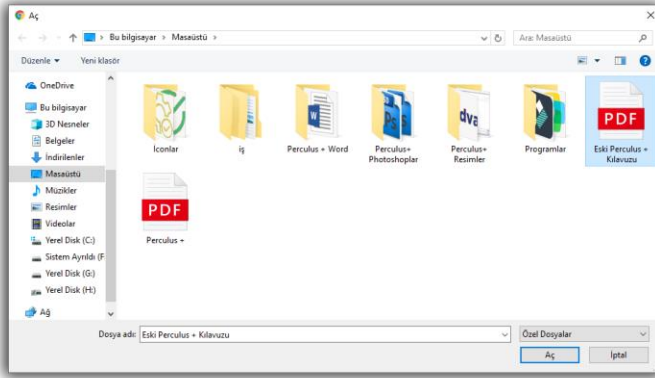 Aç
Bu bilgisayar > Masaüstü >
Ara: Masaüstü
Düzenle
Yeni klasör
OneDrive
Bu bilgisayar
3D Nesneler
Belgeler
İndirilenler
Masaüstü
Müzikler
Resimler
Videolar
Yerel Disk (C:)
Sistem Ayrıldı (F
Yerel Disk (G:)
Yerel Disk (H:)
Ağ
İconlar
iş
W
Perculus + Word
Ps
Perculus+
Photoshoplar
dva
Perculus+
Resimler
Programlar
PDF
Eski Perculus +
Kılavuzu
PDF
Perculus +
Dosya adı:
Eski Perculus + Kılavuzu
Özel Dosyalar
Aç
İptal